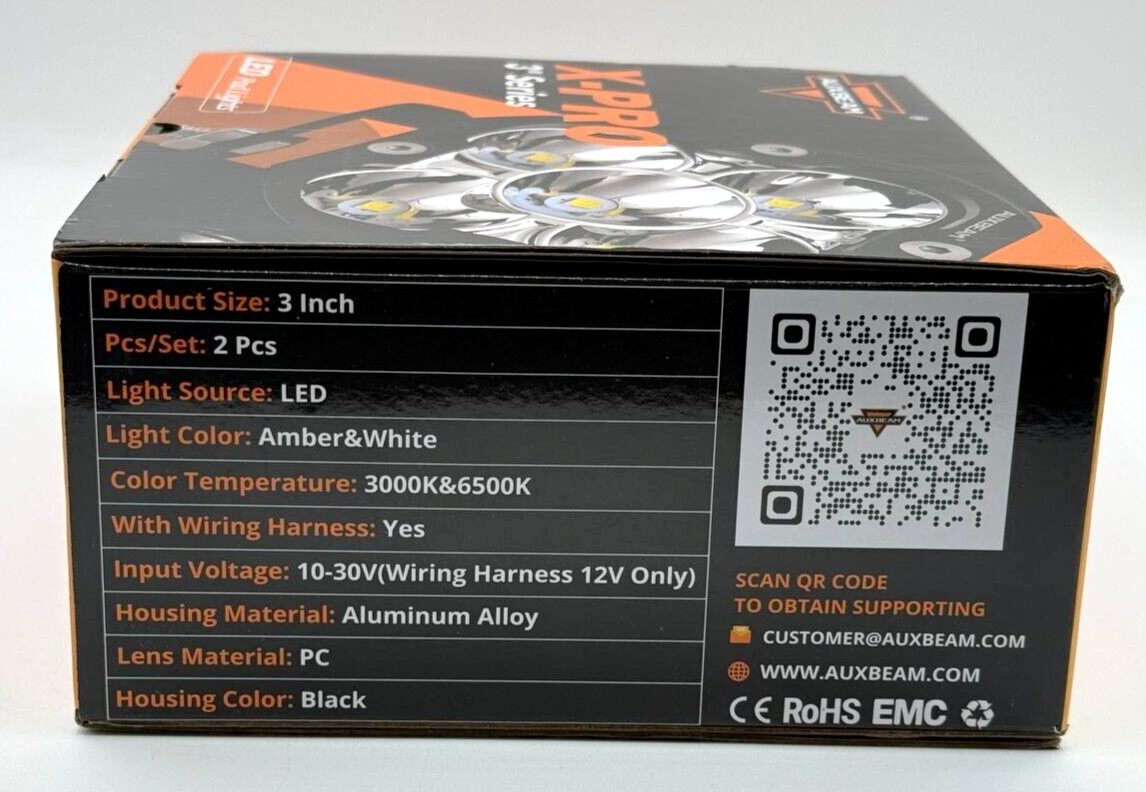 LED Pod Lights
X-PRO
3" Series
AUXBEAM
®
AUXBEAM
Product Size: 3 Inch
Pcs/Set: 2 Pcs
Light Source: LED
Light Color: Amber&White
Color Temperature: 3000K&6500K
With Wiring Harness: Yes
Input Voltage: 10-30V(Wiring Harness 12V Only)
Housing Material: Aluminum Alloy
Lens Material: PC
Housing Color: Black
AUXBEAM
SCAN QR CODE
TO OBTAIN SUPPORTING
CUSTOMER@AUXBEAM.COM
WWW.AUXBEAM.COM
CE RoHS EMC